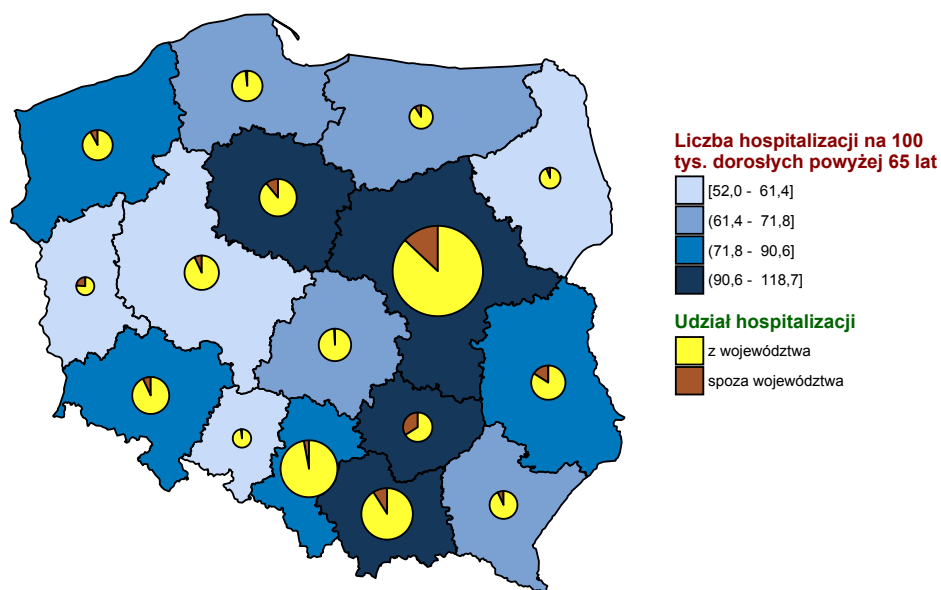 Liczba hospitalizacji na 100
tys. dorosłych powyżej 65 lat
[52,0 - 61,4]
(61,4 - 71,8]
(71,8 - 90,6]
(90,6 - 118,7]
Udział hospitalizacji
z województwa
spoza województwa